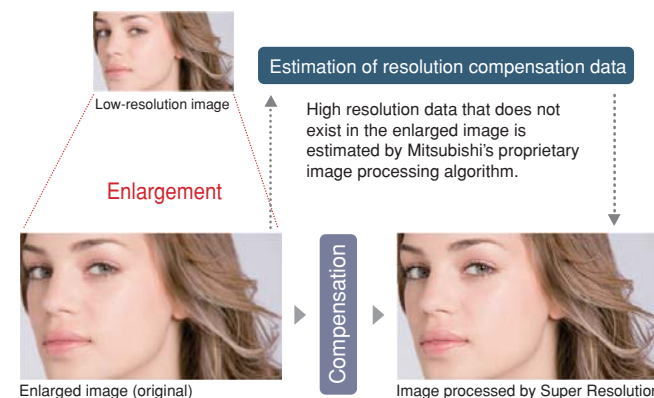 Estimation of resolution compensation data
Low-resolution image
High resolution data that does not
exist in the enlarged image is
estimated by Mitsubishi's proprietary
image processing algorithm.
Enlargement
Compensation
Enlarged image (original)
Image processed by Super Resolution